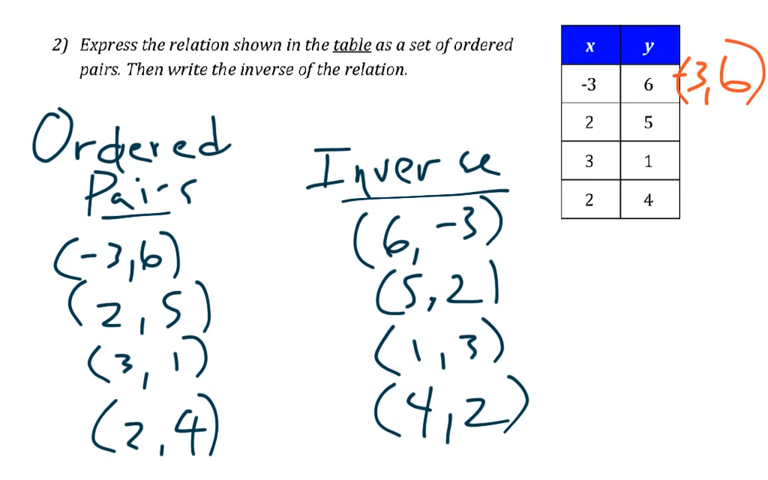 2) Express the relation shown in the table as a set of ordered
pairs. Then write the inverse of the relation.
x y
-3 6
2 5
3 1
2 4
(-3,6)
Ordered
Pairs
(-3,6)
(2,5)
(3,1)
(2,4)
Inverse
(6,-3)
(5,2)
(1,3)
(4,2)